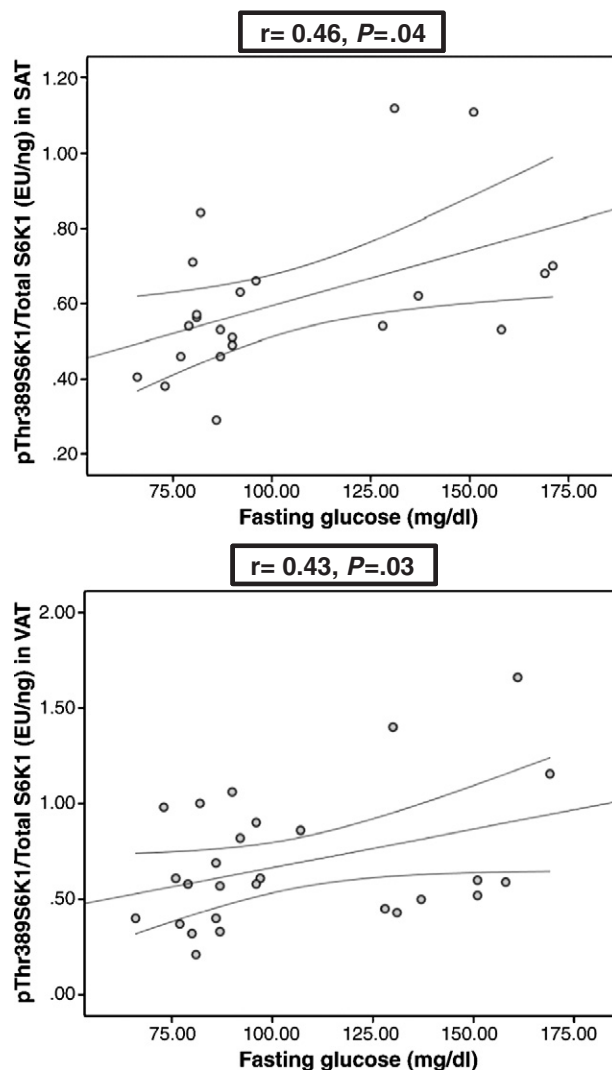 r= 0.46, P=.04
pThr389S6K1/Total S6K1 (EU/ng) in SAT
1.20
1.00
.80
.60
.40
.20
75.00 100.00 125.00 150.00 175.00
Fasting glucose (mg/dl)
r= 0.43, P=.03
pThr389S6K1/Total S6K1 (EU/ng) in VAT
2.00
1.50
1.00
.50
.00
75.00 100.00 125.00 150.00 175.00
Fasting glucose (mg/dl)